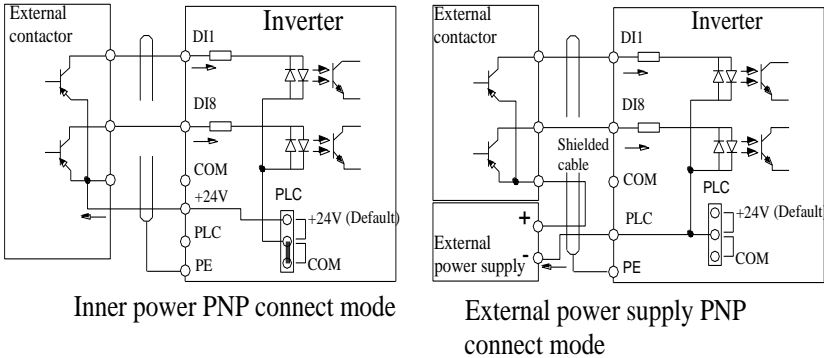 External
contactor
Inverter
DI1
DI8
COM
+24V
PLC
PE
PLC
+24V (Default)
COM
Inner power PNP connect mode
External
contactor
Inverter
DI1
DI8
Shielded
cable
COM
PLC
PE
PLC
+24V (Default)
COM
+
External
power supply
-
External power supply PNP
connect mode